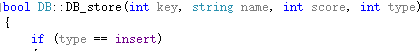 bool DB::DB_store(int key, string name, int score, int type)
{
if (type == insert)